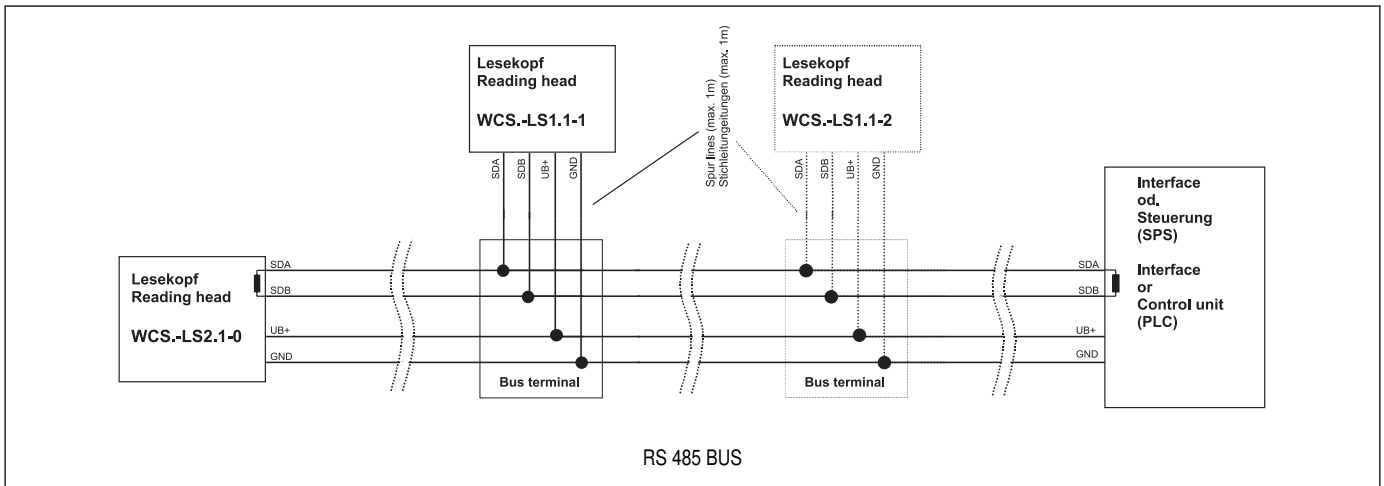 Lesekopf
Reading head
WCS.-LS1.1-1
SDA
SDB
UB+
GND
Spur lines (max. 1m)
Stichleitungeitungen (max. 1m)
Lesekopf
Reading head
WCS.-LS1.1-2
SDA
SDB
UB+
GND
Lesekopf
Reading head
WCS.-LS2.1-0
SDA
SDB
UB+
GND
Bus terminal
Bus terminal
SDA
SDB
UB+
GND
Interface
od.
Steuerung
(SPS)
Interface
or
Control unit
(PLC)
RS 485 BUS